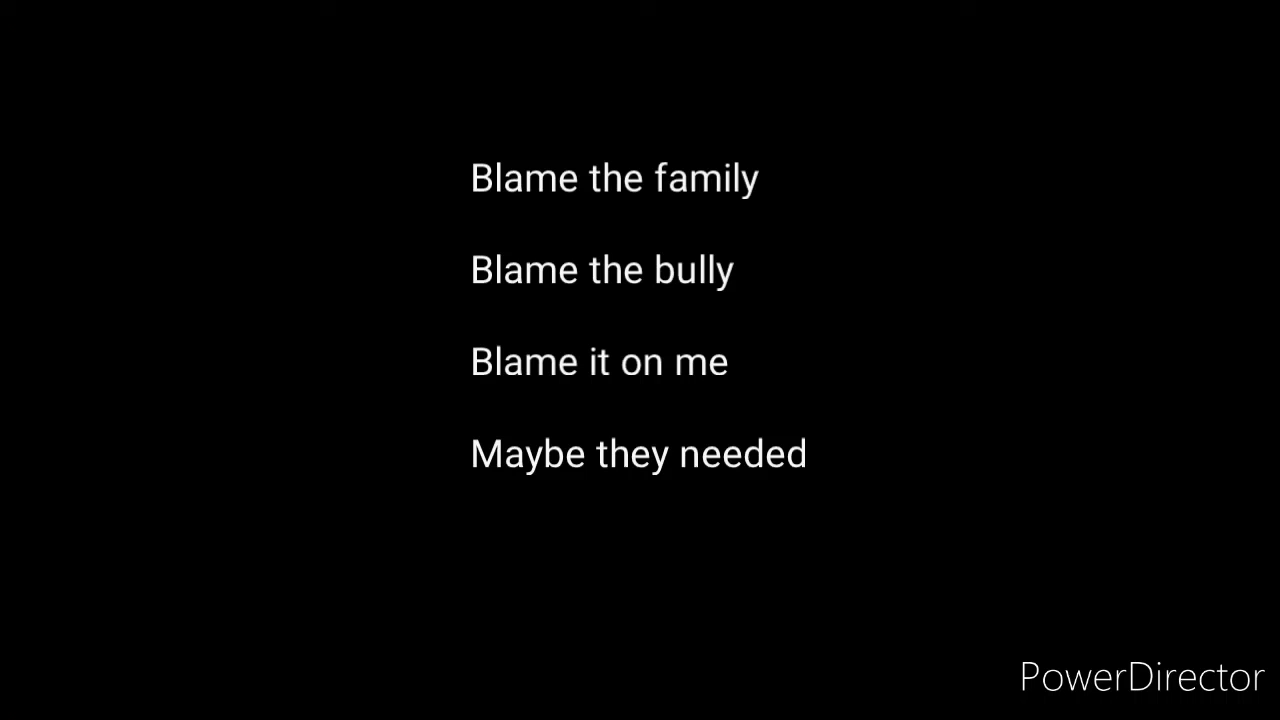 Blame the family
Blame the bully
Blame it on me
Maybe they needed
PowerDirector